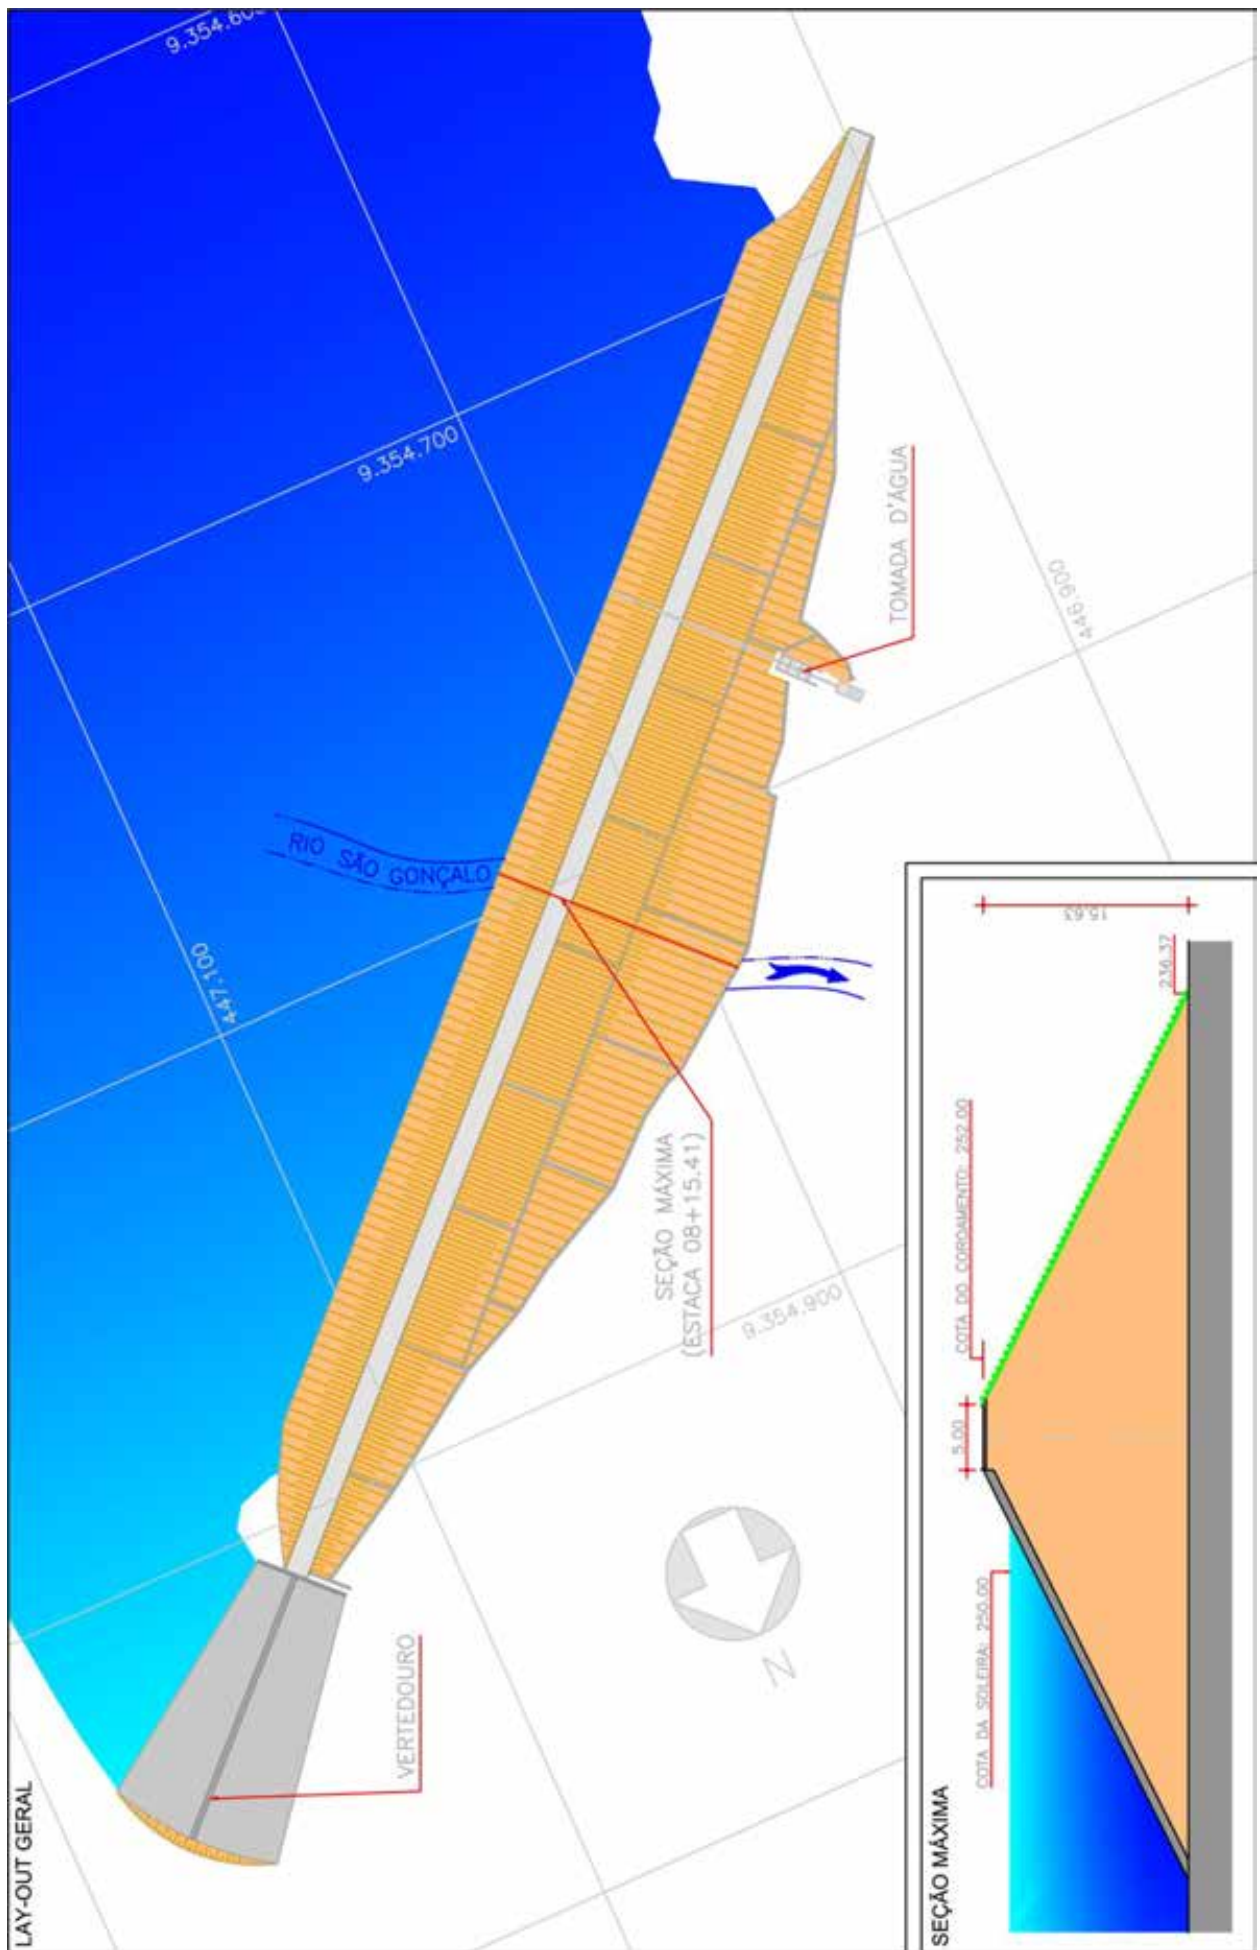 LAY-OUT GERAL
9.354.600
9.354.700
447.100
RIO SÃO GONÇALO
TOMADA D'ÁGUA
446.900
SEÇÃO MÁXIMA
(ESTACA 08+15.41)
9.354.900
VERTEDOURO
N
SEÇÃO MÁXIMA
COTA DA SOLEIRA: 250.00
5.00
COTA DO COROAMENTO: 252.00
236.37
15.63